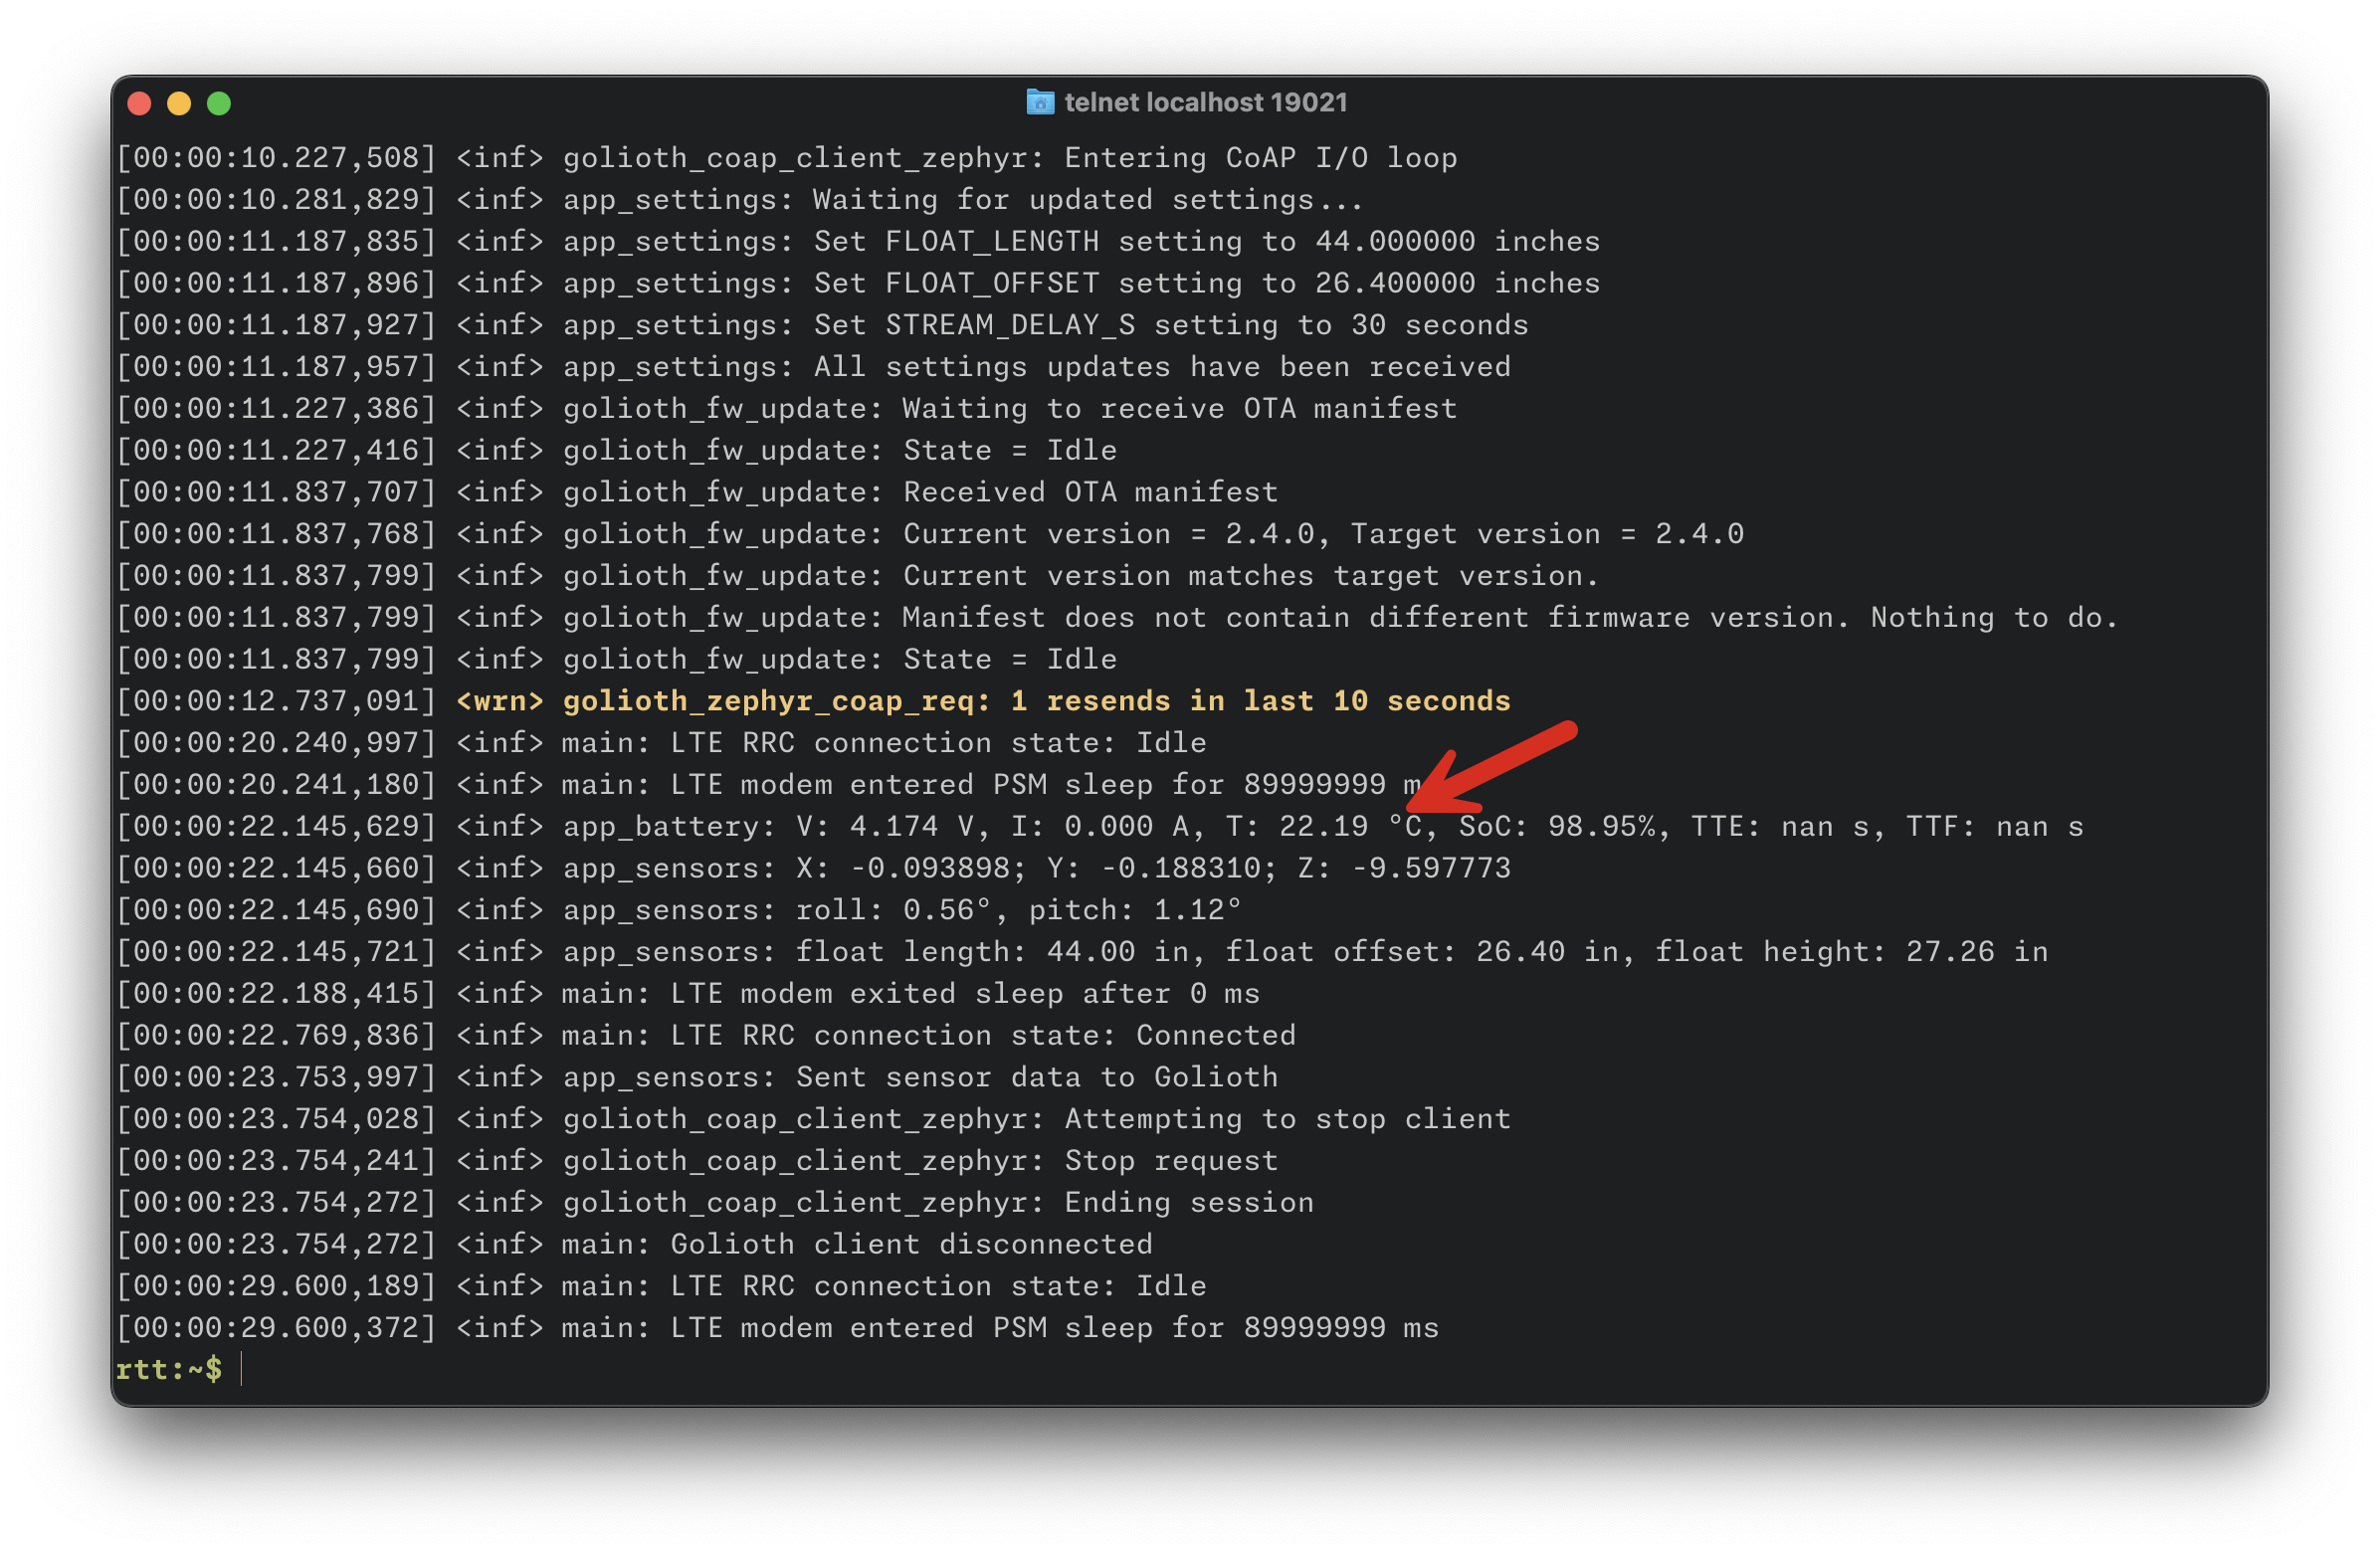 telnet localhost 19021
[00:00:10.227,508] <inf> golioth_coap_client_zephyr: Entering CoAP I/O loop
[00:00:10.281,829] <inf> app_settings: Waiting for updated settings...
[00:00:11.187,835] <inf> app_settings: Set FLOAT_LENGTH setting to 44.000000 inches
[00:00:11.187,896] <inf> app_settings: Set FLOAT_OFFSET setting to 26.400000 inches
[00:00:11.187,927] <inf> app_settings: Set STREAM_DELAY_S setting to 30 seconds
[00:00:11.187,957] <inf> app_settings: All settings updates have been received
[00:00:11.227,386] <inf> golioth_fw_update: Waiting to receive OTA manifest
[00:00:11.227,416] <inf> golioth_fw_update: State = Idle
[00:00:11.837,707] <inf> golioth_fw_update: Received OTA manifest
[00:00:11.837,768] <inf> golioth_fw_update: Current version = 2.4.0, Target version = 2.4.0
[00:00:11.837,799] <inf> golioth_fw_update: Current version matches target version.
[00:00:11.837,799] <inf> golioth_fw_update: Manifest does not contain different firmware version. Nothing to do.
[00:00:11.837,799] <inf> golioth_fw_update: State = Idle
[00:00:12.737,091] <wrn> golioth_zephyr_coap_req: 1 resends in last 10 seconds
[00:00:20.240,997] <inf> main: LTE RRC connection state: Idle
[00:00:20.241,180] <inf> main: LTE modem entered PSM sleep for 89999999
[00:00:22.145,629] <inf> app_battery: V: 4.174 V, I: 0.000 A, T: 22.19 °C, SoC: 98.95%, TTE: nan s, TTF: nan s
[00:00:22.145,660] <inf> app_sensors: X: -0.093898; Y: -0.188310; Z: -9.597773
[00:00:22.145,690] <inf> app_sensors: roll: 0.56°, pitch: 1.12°
[00:00:22.145,721] <inf> app_sensors: float length: 44.00 in, float offset: 26.40 in, float height: 27.26 in
[00:00:22.188,415] <inf> main: LTE modem exited sleep after 0 ms
[00:00:22.769,836] <inf> main: LTE RRC connection state: Connected
[00:00:23.753,997] <inf> app_sensors: Sent sensor data to Golioth
[00:00:23.754,028] <inf> golioth_coap_client_zephyr: Attempting to stop client
[00:00:23.754,241] <inf> golioth_coap_client_zephyr: Stop request
[00:00:23.754,272] <inf> golioth_coap_client_zephyr: Ending session
[00:00:23.754,272] <inf> main: Golioth client disconnected
[00:00:29.600,189] <inf> main: LTE RRC connection state: Idle
[00:00:29.600,372] <inf> main: LTE modem entered PSM sleep for 89999999 ms
rtt:~$